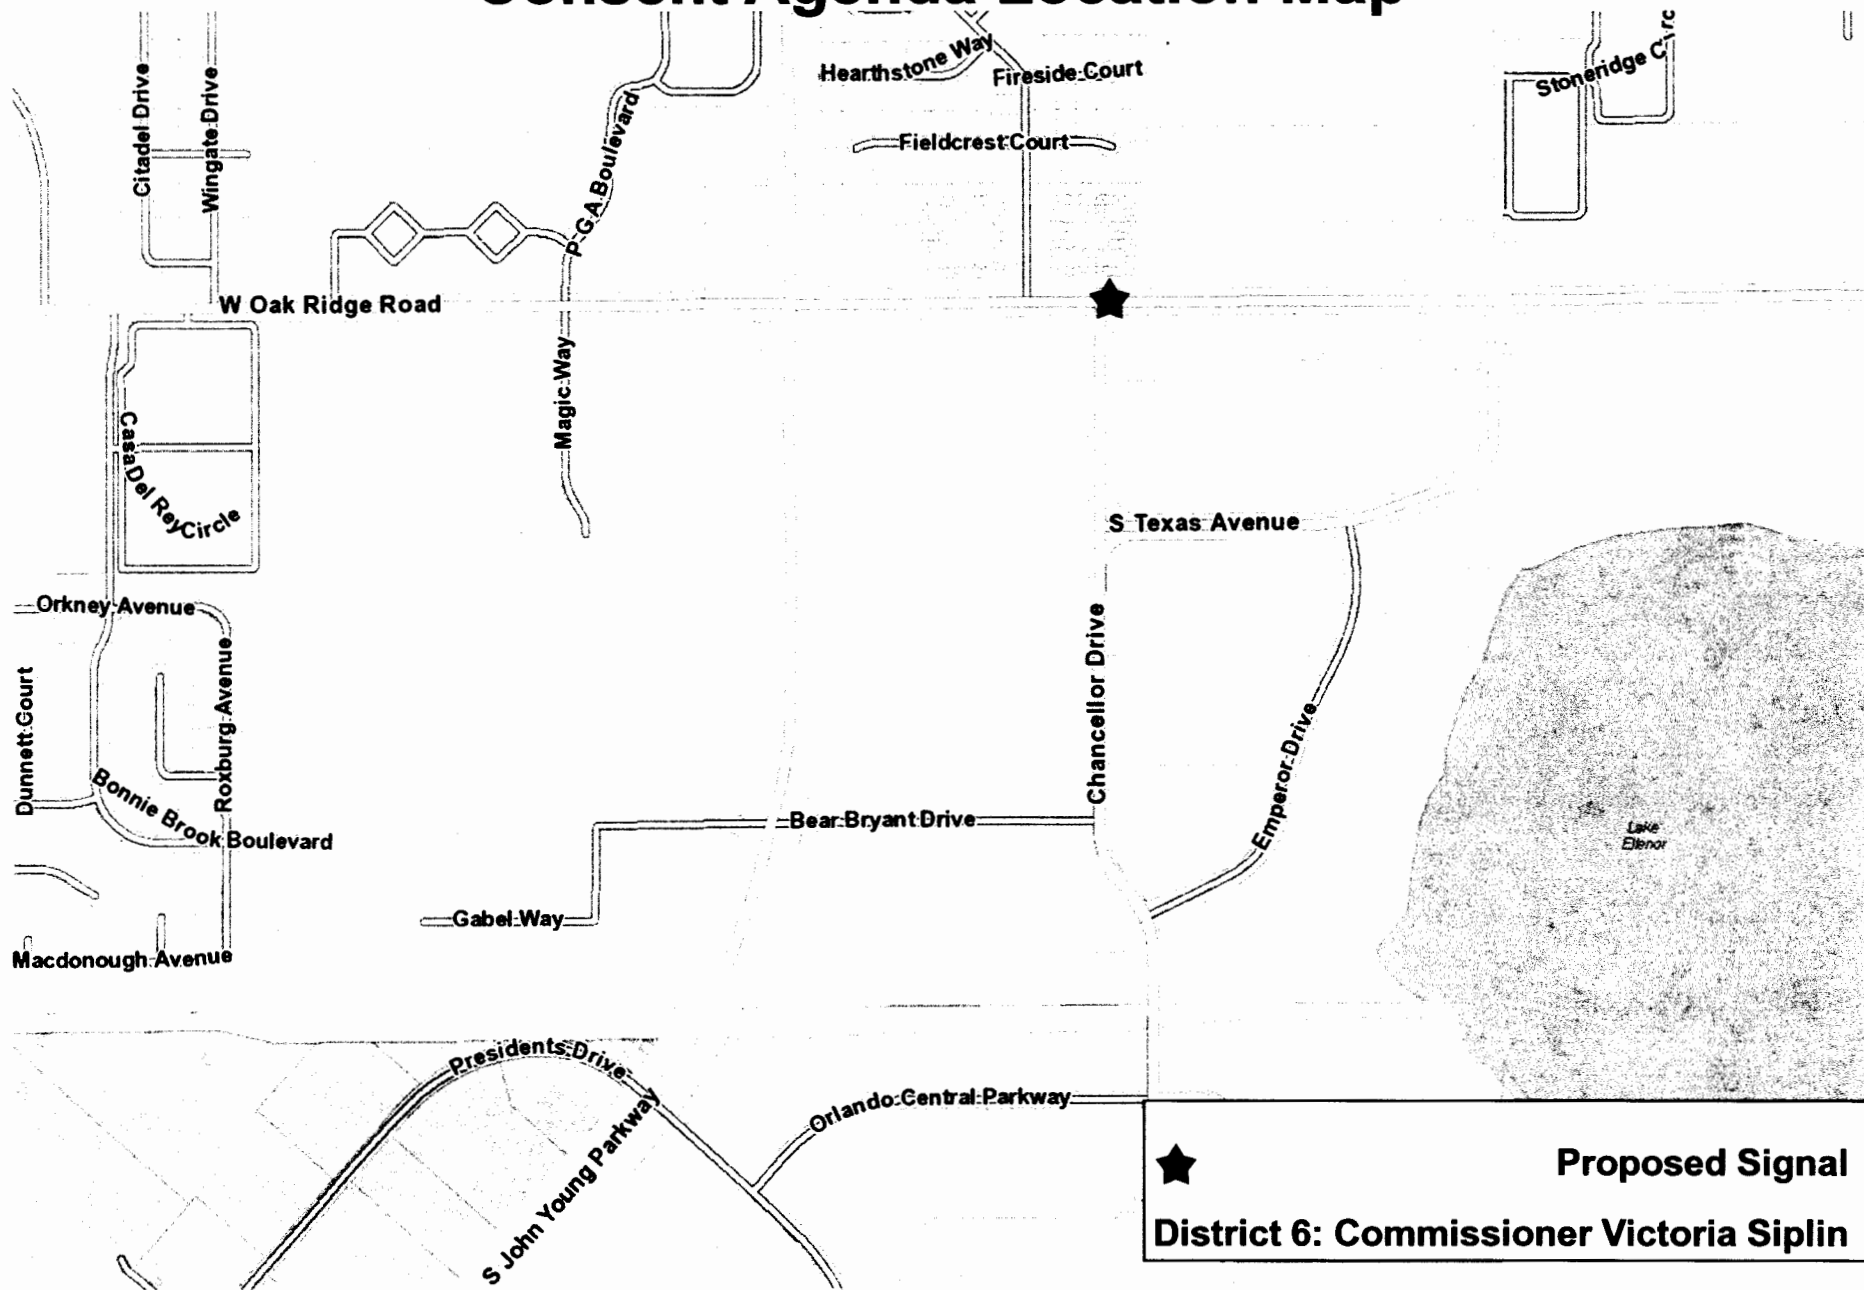 Consent Agenda Location Map
Citadel Drive
Wingate Drive
P G A Boulevard
Hearthstone Way
Fireside Court
Fieldcrest Court
Stoneridge Circ
W Oak Ridge Road
Magic Way
Casa Del Rey Circle
S Texas Avenue
Orkney Avenue
Dunnett Court
Roxburg Avenue
Chancellor Drive
Emperor Drive
Bonnie Brook Boulevard
Bear Bryant Drive
Lake
Ellenor
Gabel Way
Macdonough Avenue
Presidents Drive
S John Young Parkway
Orlando Central Parkway
Proposed Signal
District 6: Commissioner Victoria Siplin